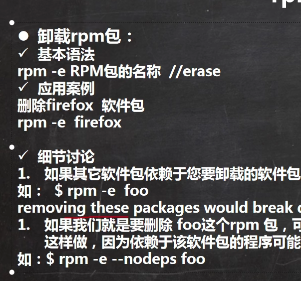 ● 卸载rpm包：
✓ 基本语法
rpm -e RPM包的名称 //erase
✓ 应用案例
删除firefox 软件包
rpm -e firefox
✓ 细节讨论
1. 如果其它软件包依赖于您要卸载的软件包
如： $ rpm -e foo
removing these packages would break
1. 如果我们就是要删除 foo这个rpm 包，可
这样做，因为依赖于该软件包的程序可能
如：$ rpm -e --nodeps foo